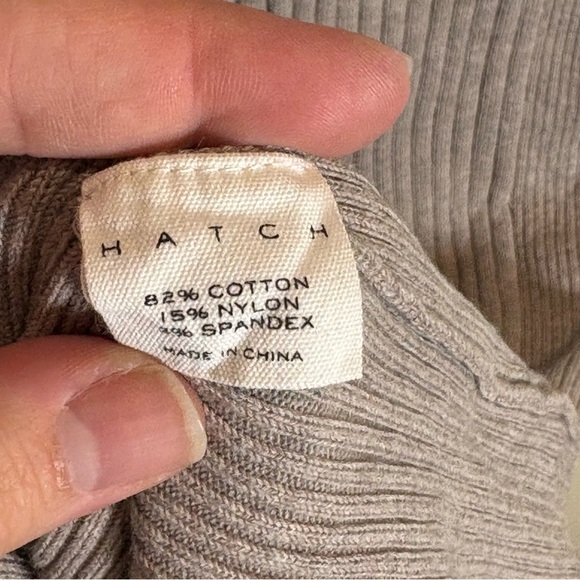 HATCH
82% COTTON
15% NYLON
3% SPANDEX
MADE IN CHINA